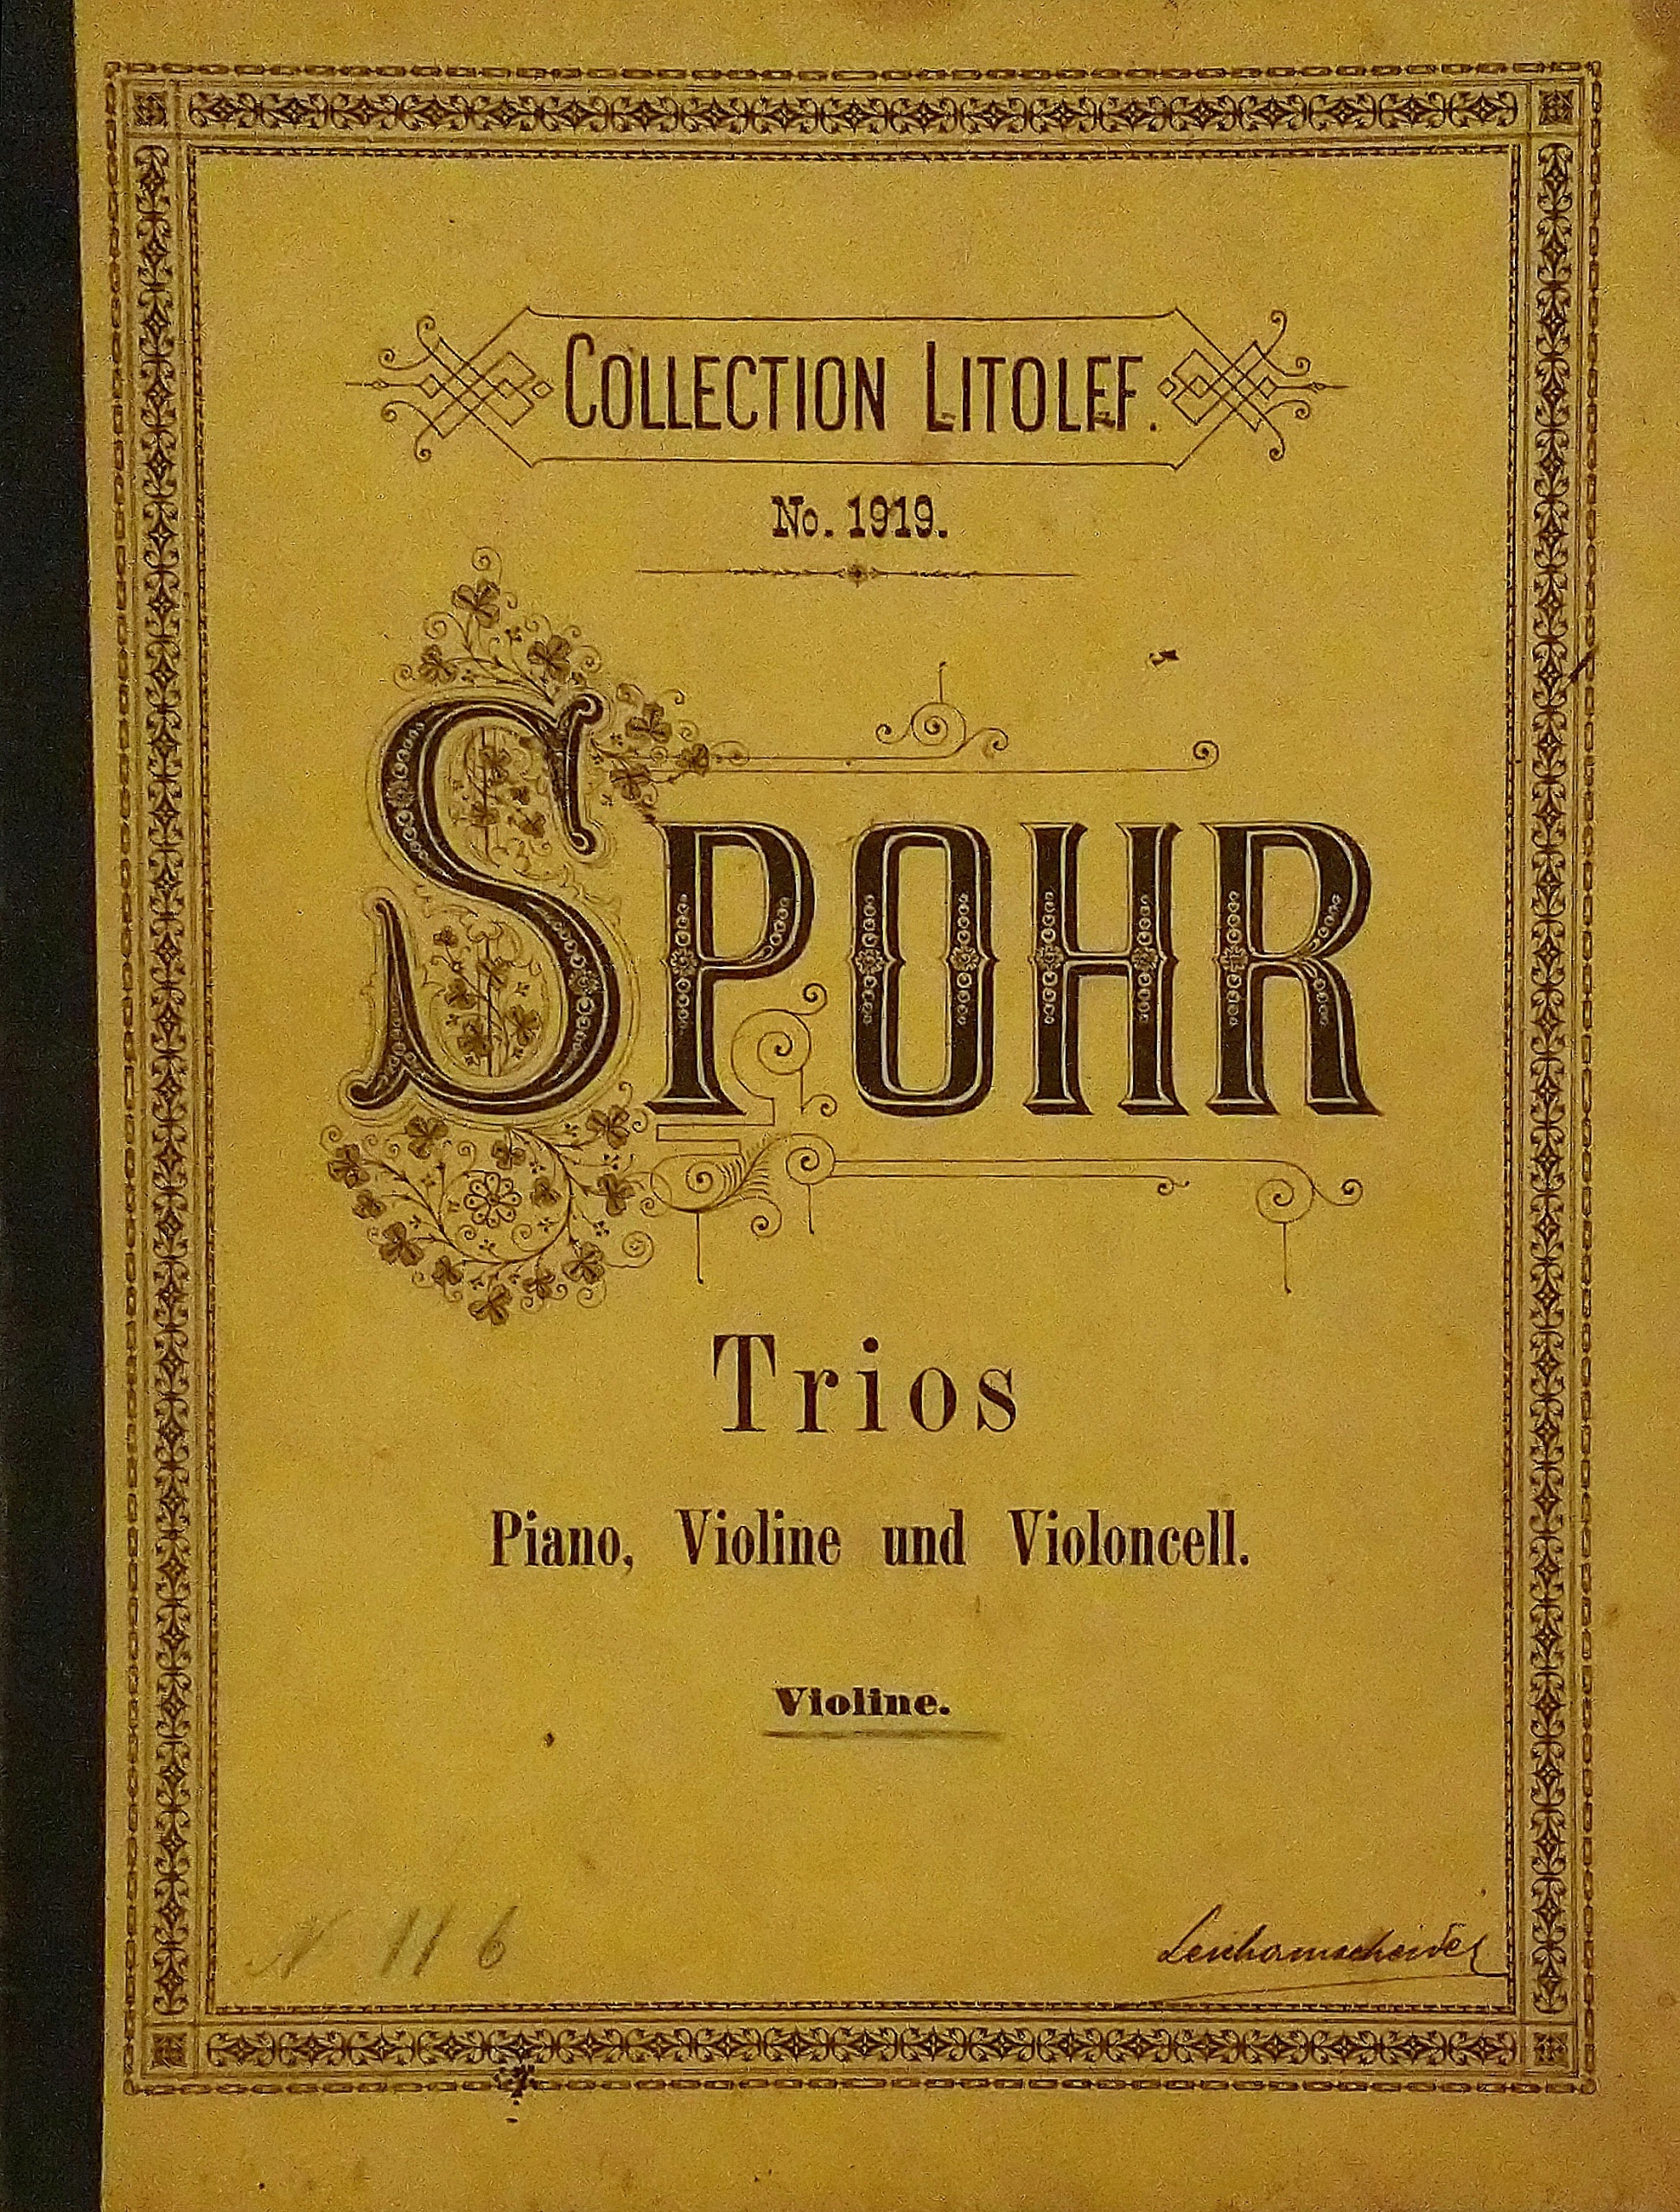 COLLECTION LITOLFF.
No. 1919.
SPOHR
Trios
Piano, Violine und Violoncell.
Violine.
N 116